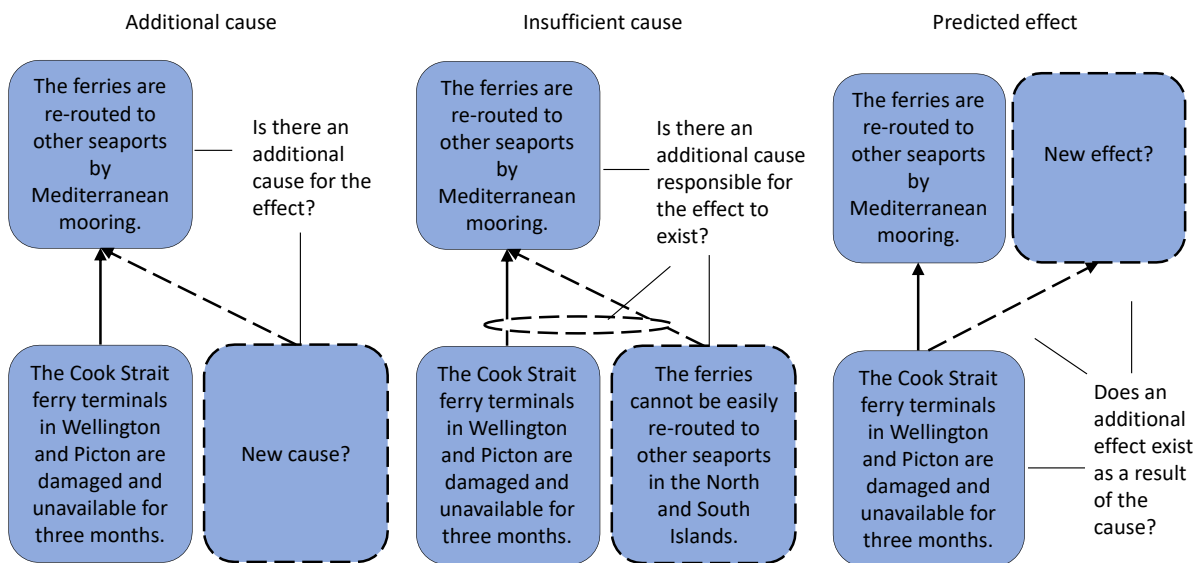 Additional cause
The ferries are
re-routed to
other seaports
by
Mediterranean
mooring.
Is there an
additional
cause for the
effect?
The Cook Strait
ferry terminals
in Wellington
and Picton are
damaged and
unavailable for
three months.
New cause?
Insufficient cause
The ferries are
re-routed to
other seaports
by
Mediterranean
mooring.
Is there an
additional cause
responsible for
the effect to
exist?
The Cook Strait
ferry terminals
in Wellington
and Picton are
damaged and
unavailable for
three months.
The ferries
cannot be easily
re-routed to
other seaports
in the North
and South
Islands.
Predicted effect
The ferries are
re-routed to
other seaports
by
Mediterranean
mooring.
New effect?
The Cook Strait
ferry terminals
in Wellington
and Picton are
damaged and
unavailable for
three months.
Does an
additional
effect exist
as a result
of the
cause?